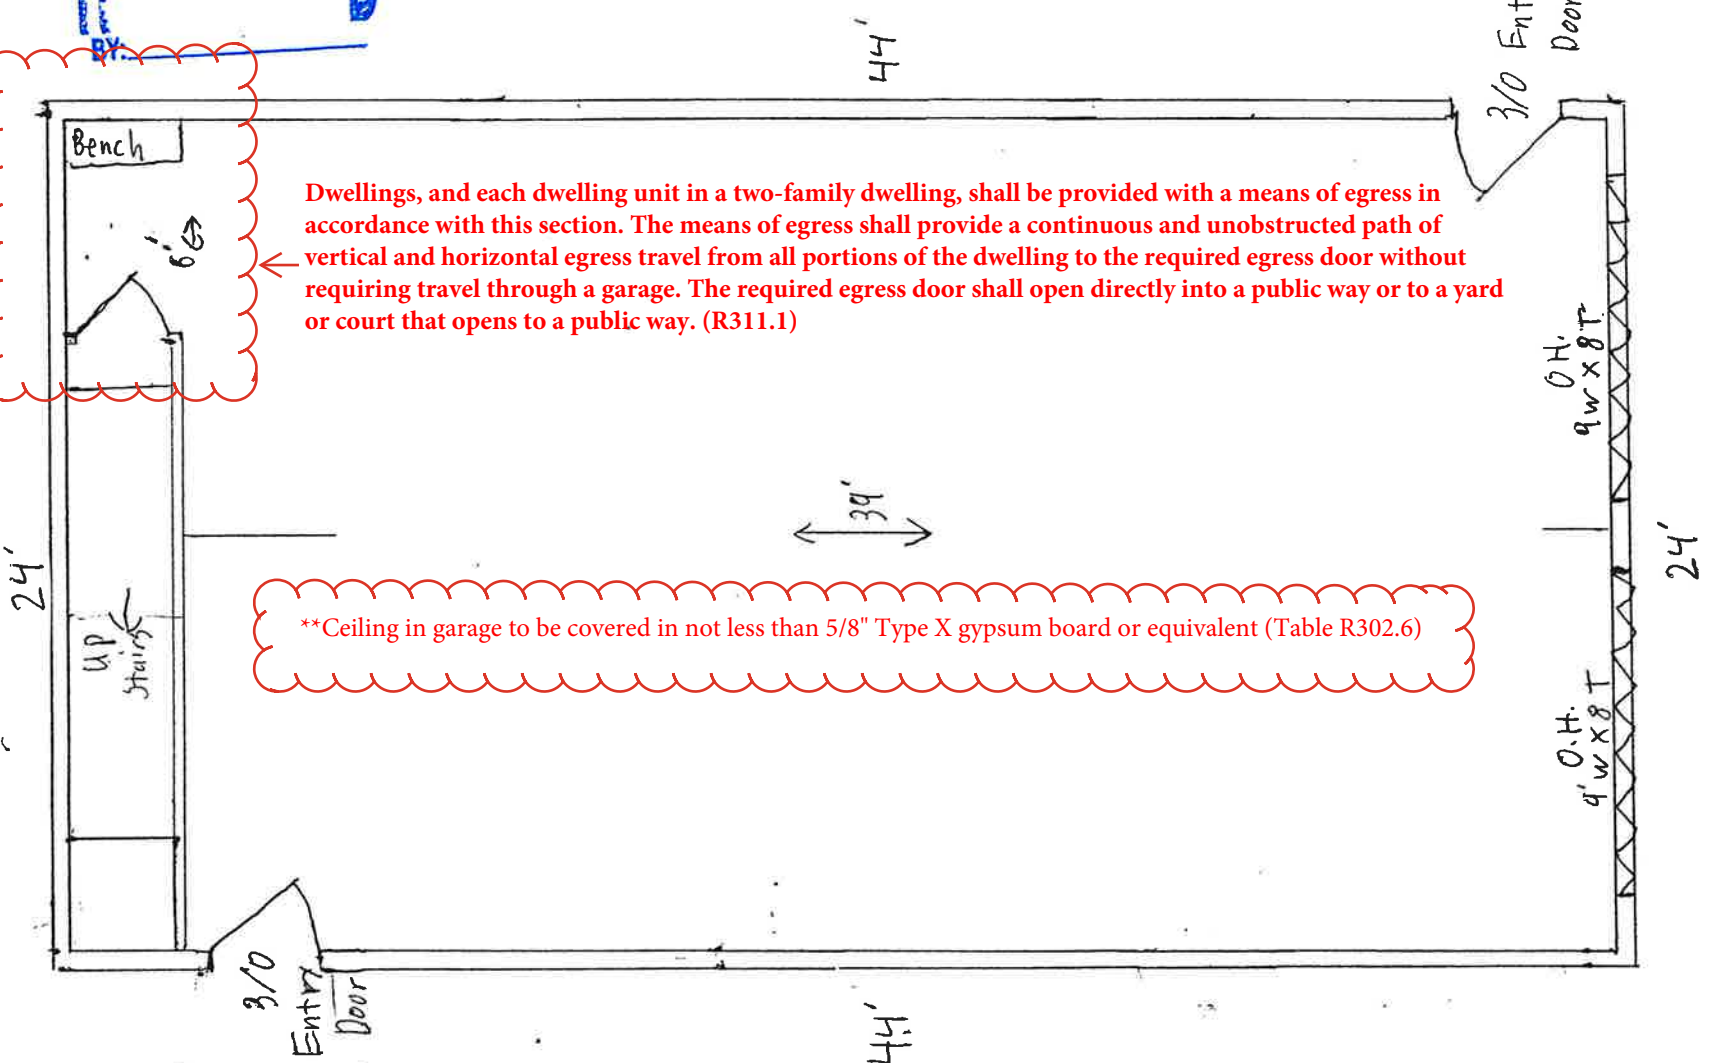 BY:
44'
3/0 Ent
Door
Bench
6'
Dwellings, and each dwelling unit in a two-family dwelling, shall be provided with a means of egress in
accordance with this section. The means of egress shall provide a continuous and unobstructed path of
vertical and horizontal egress travel from all portions of the dwelling to the required egress door without
requiring travel through a garage. The required egress door shall open directly into a public way or to a yard
or court that opens to a public way. (R311.1)
O H.
9w x 8'T
39'
24'
24'
**Ceiling in garage to be covered in not less than 5/8" Type X gypsum board or equivalent (Table R302.6)
up
stairs
O.H.
9'w x 8 T
3/0
Entry
Door
44'